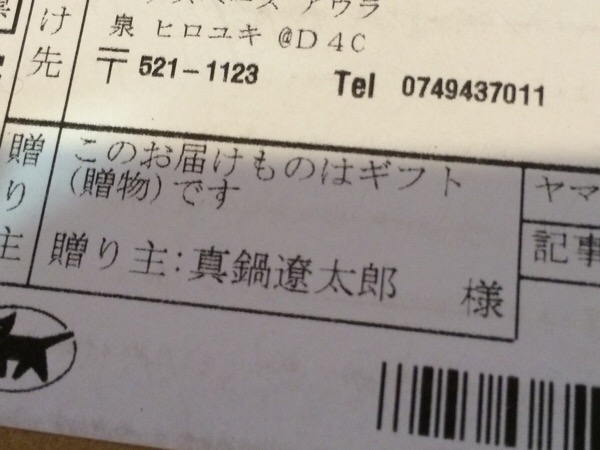 け先
泉 ヒロユキ @D4C
〒521-1123 Tel 0749437011
贈り主
このお届けものはギフト
(贈物)です
贈り主:真鍋遼太郎 様
ヤマ
記事